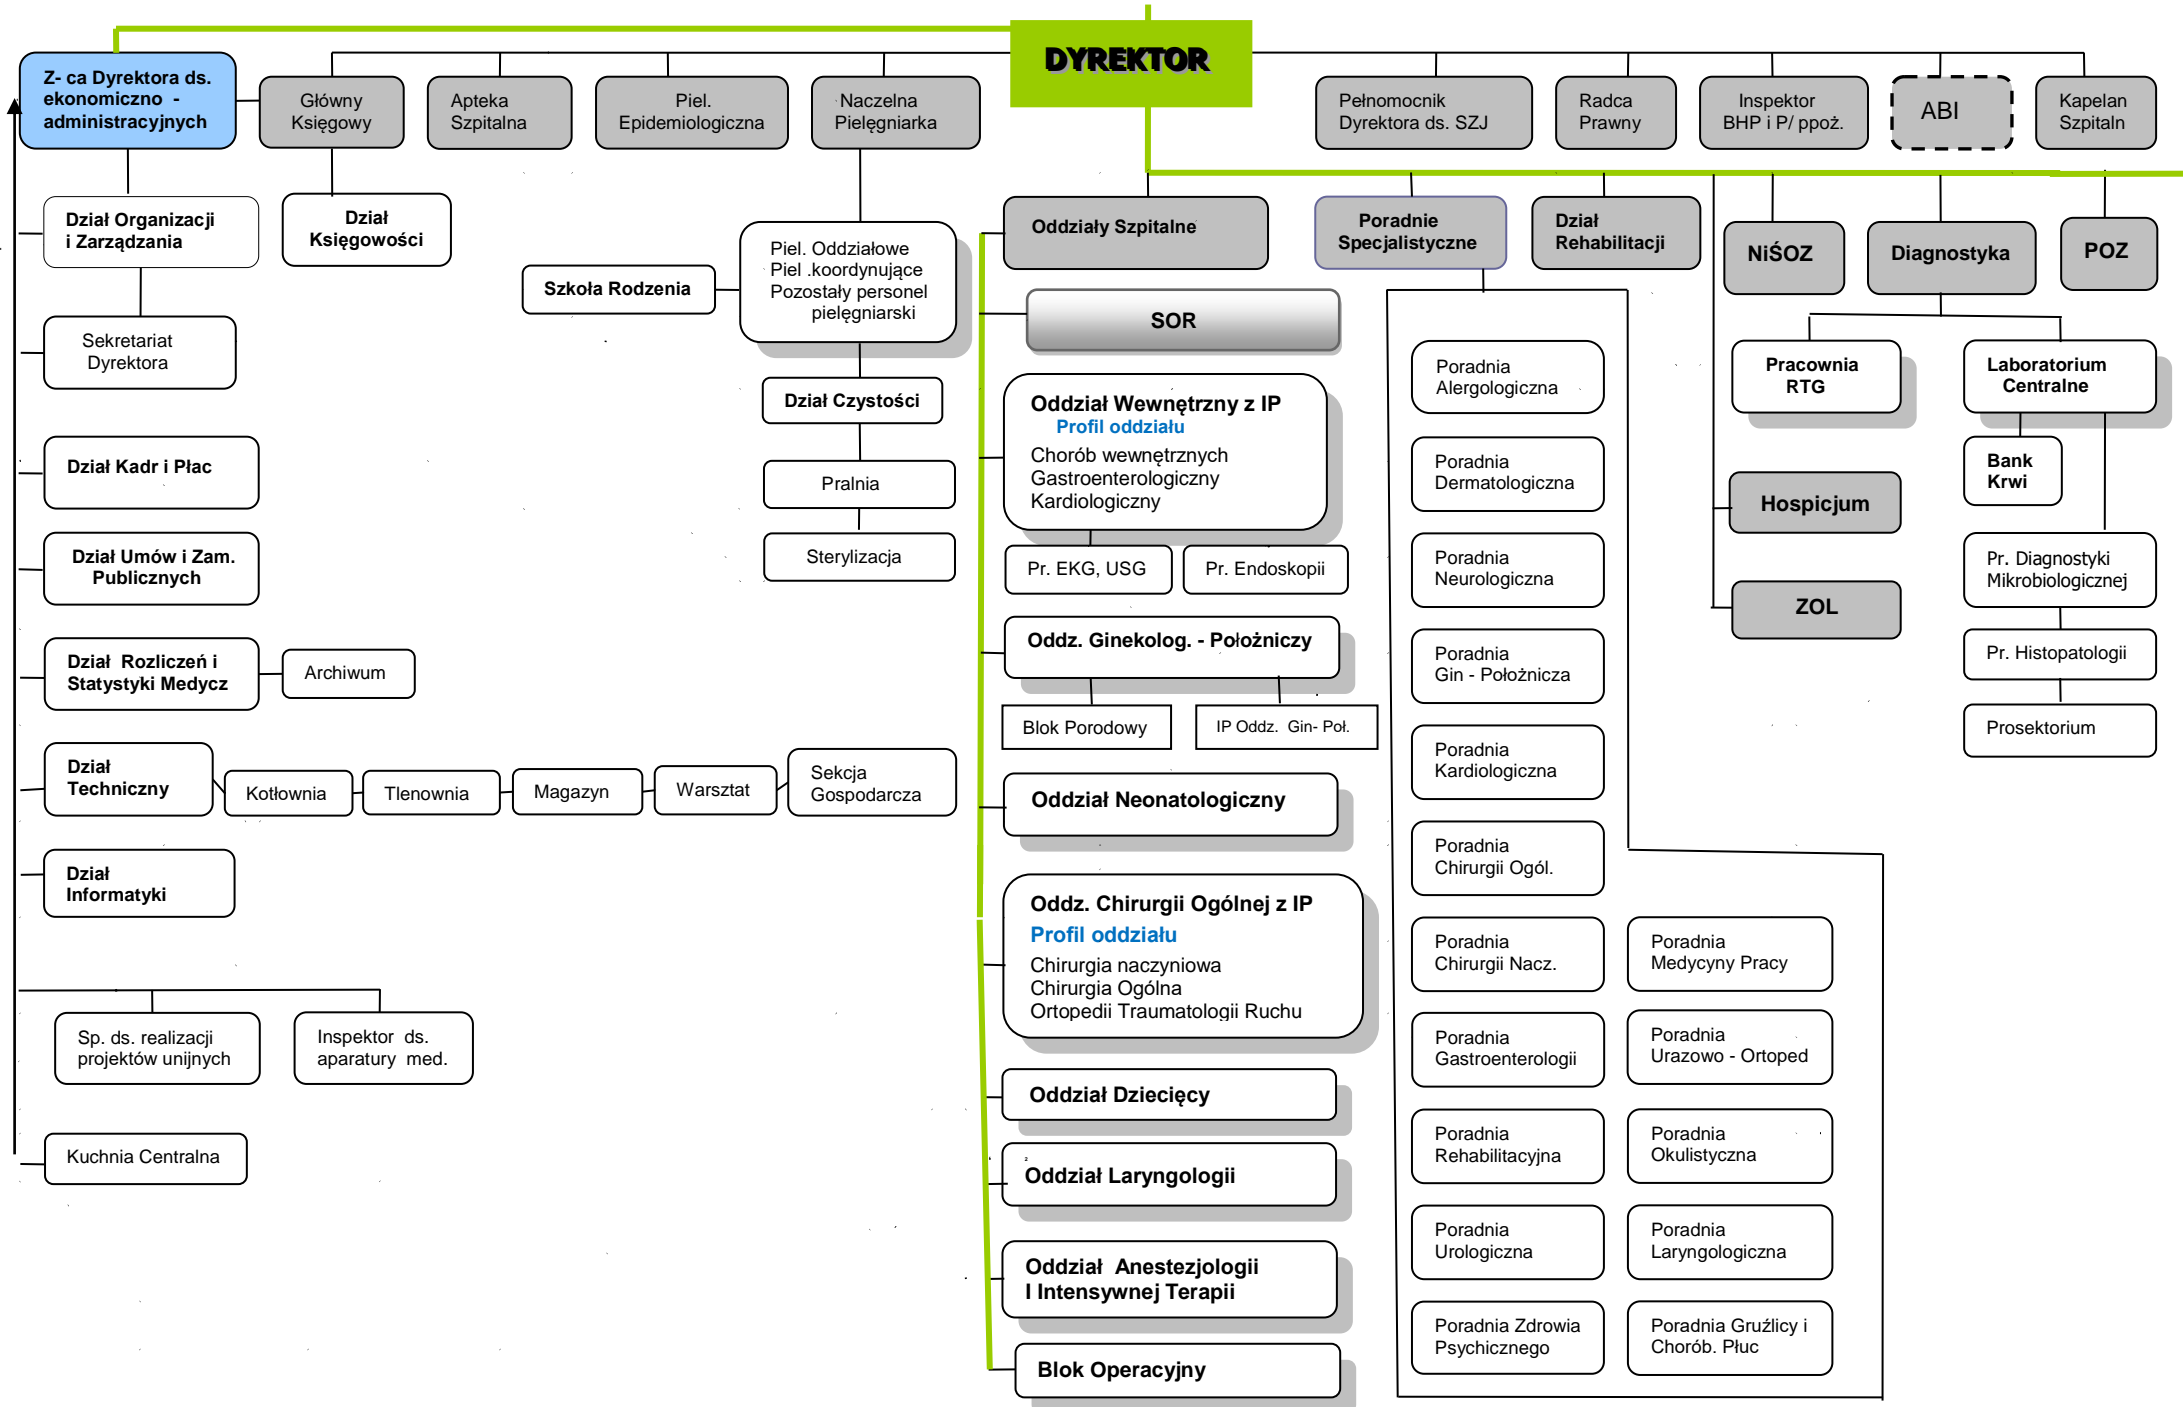 DYREKTOR
Z- ca Dyrektora ds.
ekonomiczno -
administracyjnych
Główny
Księgowy
Apteka
Szpitalna
Piel.
Epidemiologiczna
Naczelna
Pielęgniarka
Pełnomocnik
Dyrektora ds. SZJ
Radca
Prawny
Inspektor
BHP i P/ ppoż.
ABI
Kapelan
Szpitaln
Dział Organizacji
i Zarządzania
Dział
Księgowości
Szkoła Rodzenia
Piel. Oddziałowe
Piel .koordynujące
Pozostały personel
pielęgniarski
Sekretariat
Dyrektora
Dział Czystości
Pralnia
Sterylizacja
Dział Kadr i Płac
Dział Umów i Zam.
Publicznych
Dział Rozliczeń i
Statystyki Medycz
Archiwum
Dział
Techniczny
Kotłownia
Tlenownia
Magazyn
Warsztat
Sekcja
Gospodarcza
Dział
Informatyki
Sp. ds. realizacji
projektów unijnych
Inspektor ds.
aparatury med.
Kuchnia Centralna
Oddziały Szpitalne
SOR
Oddział Wewnętrzny z IP
Profil oddziału
Chorób wewnętrznych
Gastroenterologiczny
Kardiologiczny
Pr. EKG, USG
Pr. Endoskopii
Oddz. Ginekolog. - Położniczy
Blok Porodowy
IP Oddz. Gin- Poł.
Oddział Neonatologiczny
Oddz. Chirurgii Ogólnej z IP
Profil oddziału
Chirurgia naczyniowa
Chirurgia Ogólna
Ortopedii Traumatologii Ruchu
Oddział Dziecięcy
Oddział Laryngologii
Oddział Anestezjologii
I Intensywnej Terapii
Blok Operacyjny
Poradnie
Specjalistyczne
Poradnia
Alergologiczna
Poradnia
Dermatologiczna
Poradnia
Neurologiczna
Poradnia
Gin - Położnicza
Poradnia
Kardiologiczna
Poradnia
Chirurgii Ogól.
Poradnia
Chirurgii Nacz.
Poradnia
Gastroenterologii
Poradnia
Rehabilitacyjna
Poradnia
Urologiczna
Poradnia Zdrowia
Psychicznego
Poradnia
Medycyny Pracy
Poradnia
Urazowo - Ortoped
Poradnia
Okulistyczna
Poradnia
Laryngologiczna
Poradnia Gruźlicy i
Chorób. Płuc
Dział
Rehabilitacji
NiŚOZ
Diagnostyka
POZ
Pracownia
RTG
Laboratorium
Centralne
Bank
Krwi
Hospicjum
ZOL
Pr. Diagnostyki
Mikrobiologicznej
Pr. Histopatologii
Prosektorium